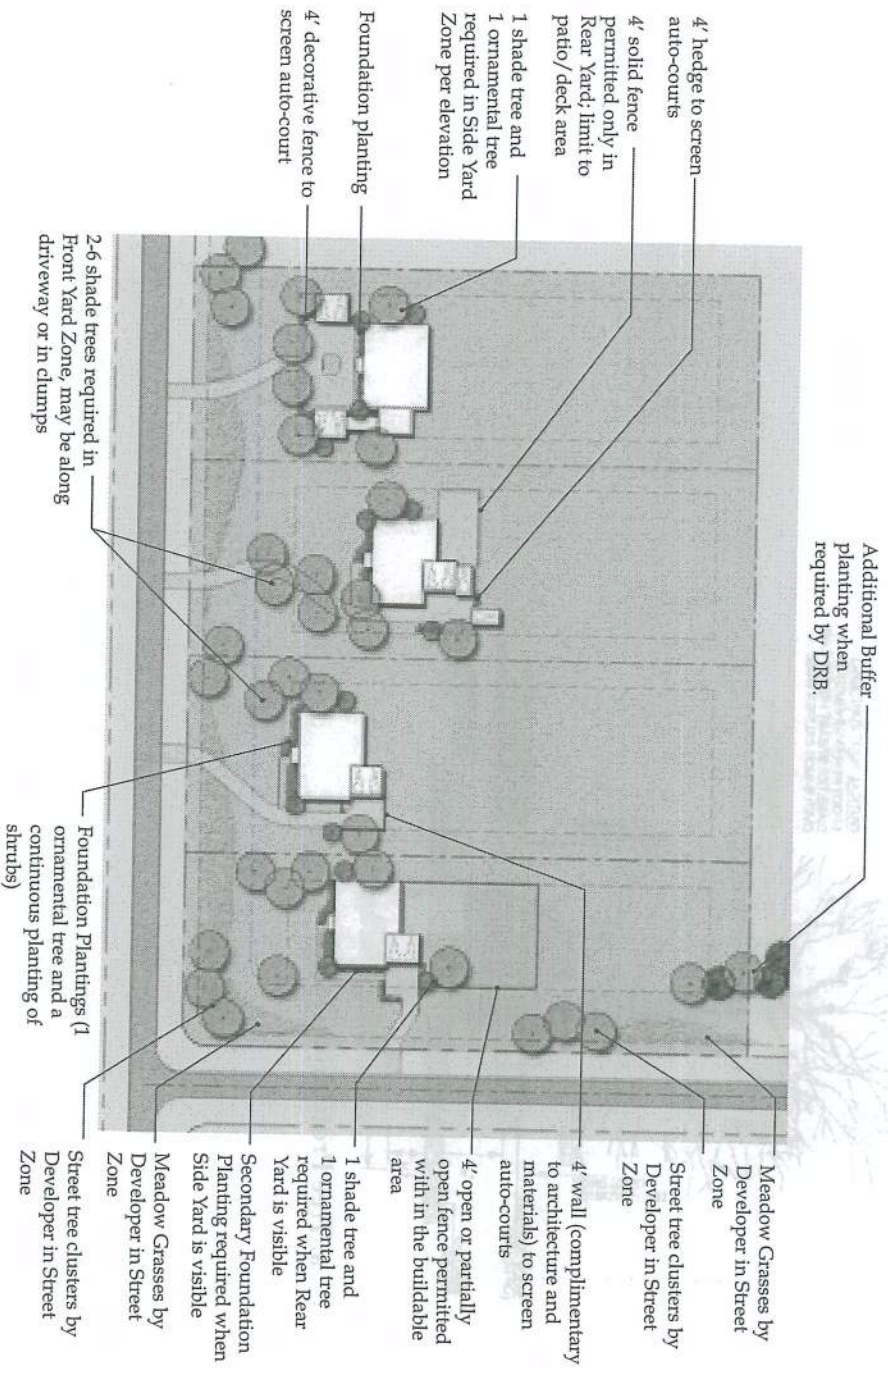 4' hedge to screen
auto-courts
4' solid fence
permitted only in
Rear Yard; limit to
patio/deck area
1 shade tree and
1 ornamental tree
required in Side Yard
Zone per elevation
Foundation planting
4' decorative fence to
screen auto-court
2-6 shade trees required in
Front Yard Zone, may be along
driveway or in clumps
Additional Buffer
planting when
required by DRB.
Foundation Plantings (1
ornamental tree and a
continuous planting of
shrubs)
Meadow Grasses by
Developer in Street
Zone
Street tree clusters by
Developer in Street
Zone
4' wall (complimentary
to architecture and
materials) to screen
auto-courts
4' open or partially
open fence permitted
with in the buildable
area
1 shade tree and
1 ornamental tree
required when Rear
Yard is visible
Secondary Foundation
Planting required when
Side Yard is visible
Meadow Grasses by
Developer in Street
Zone
Street tree clusters by
Developer in Street
Zone